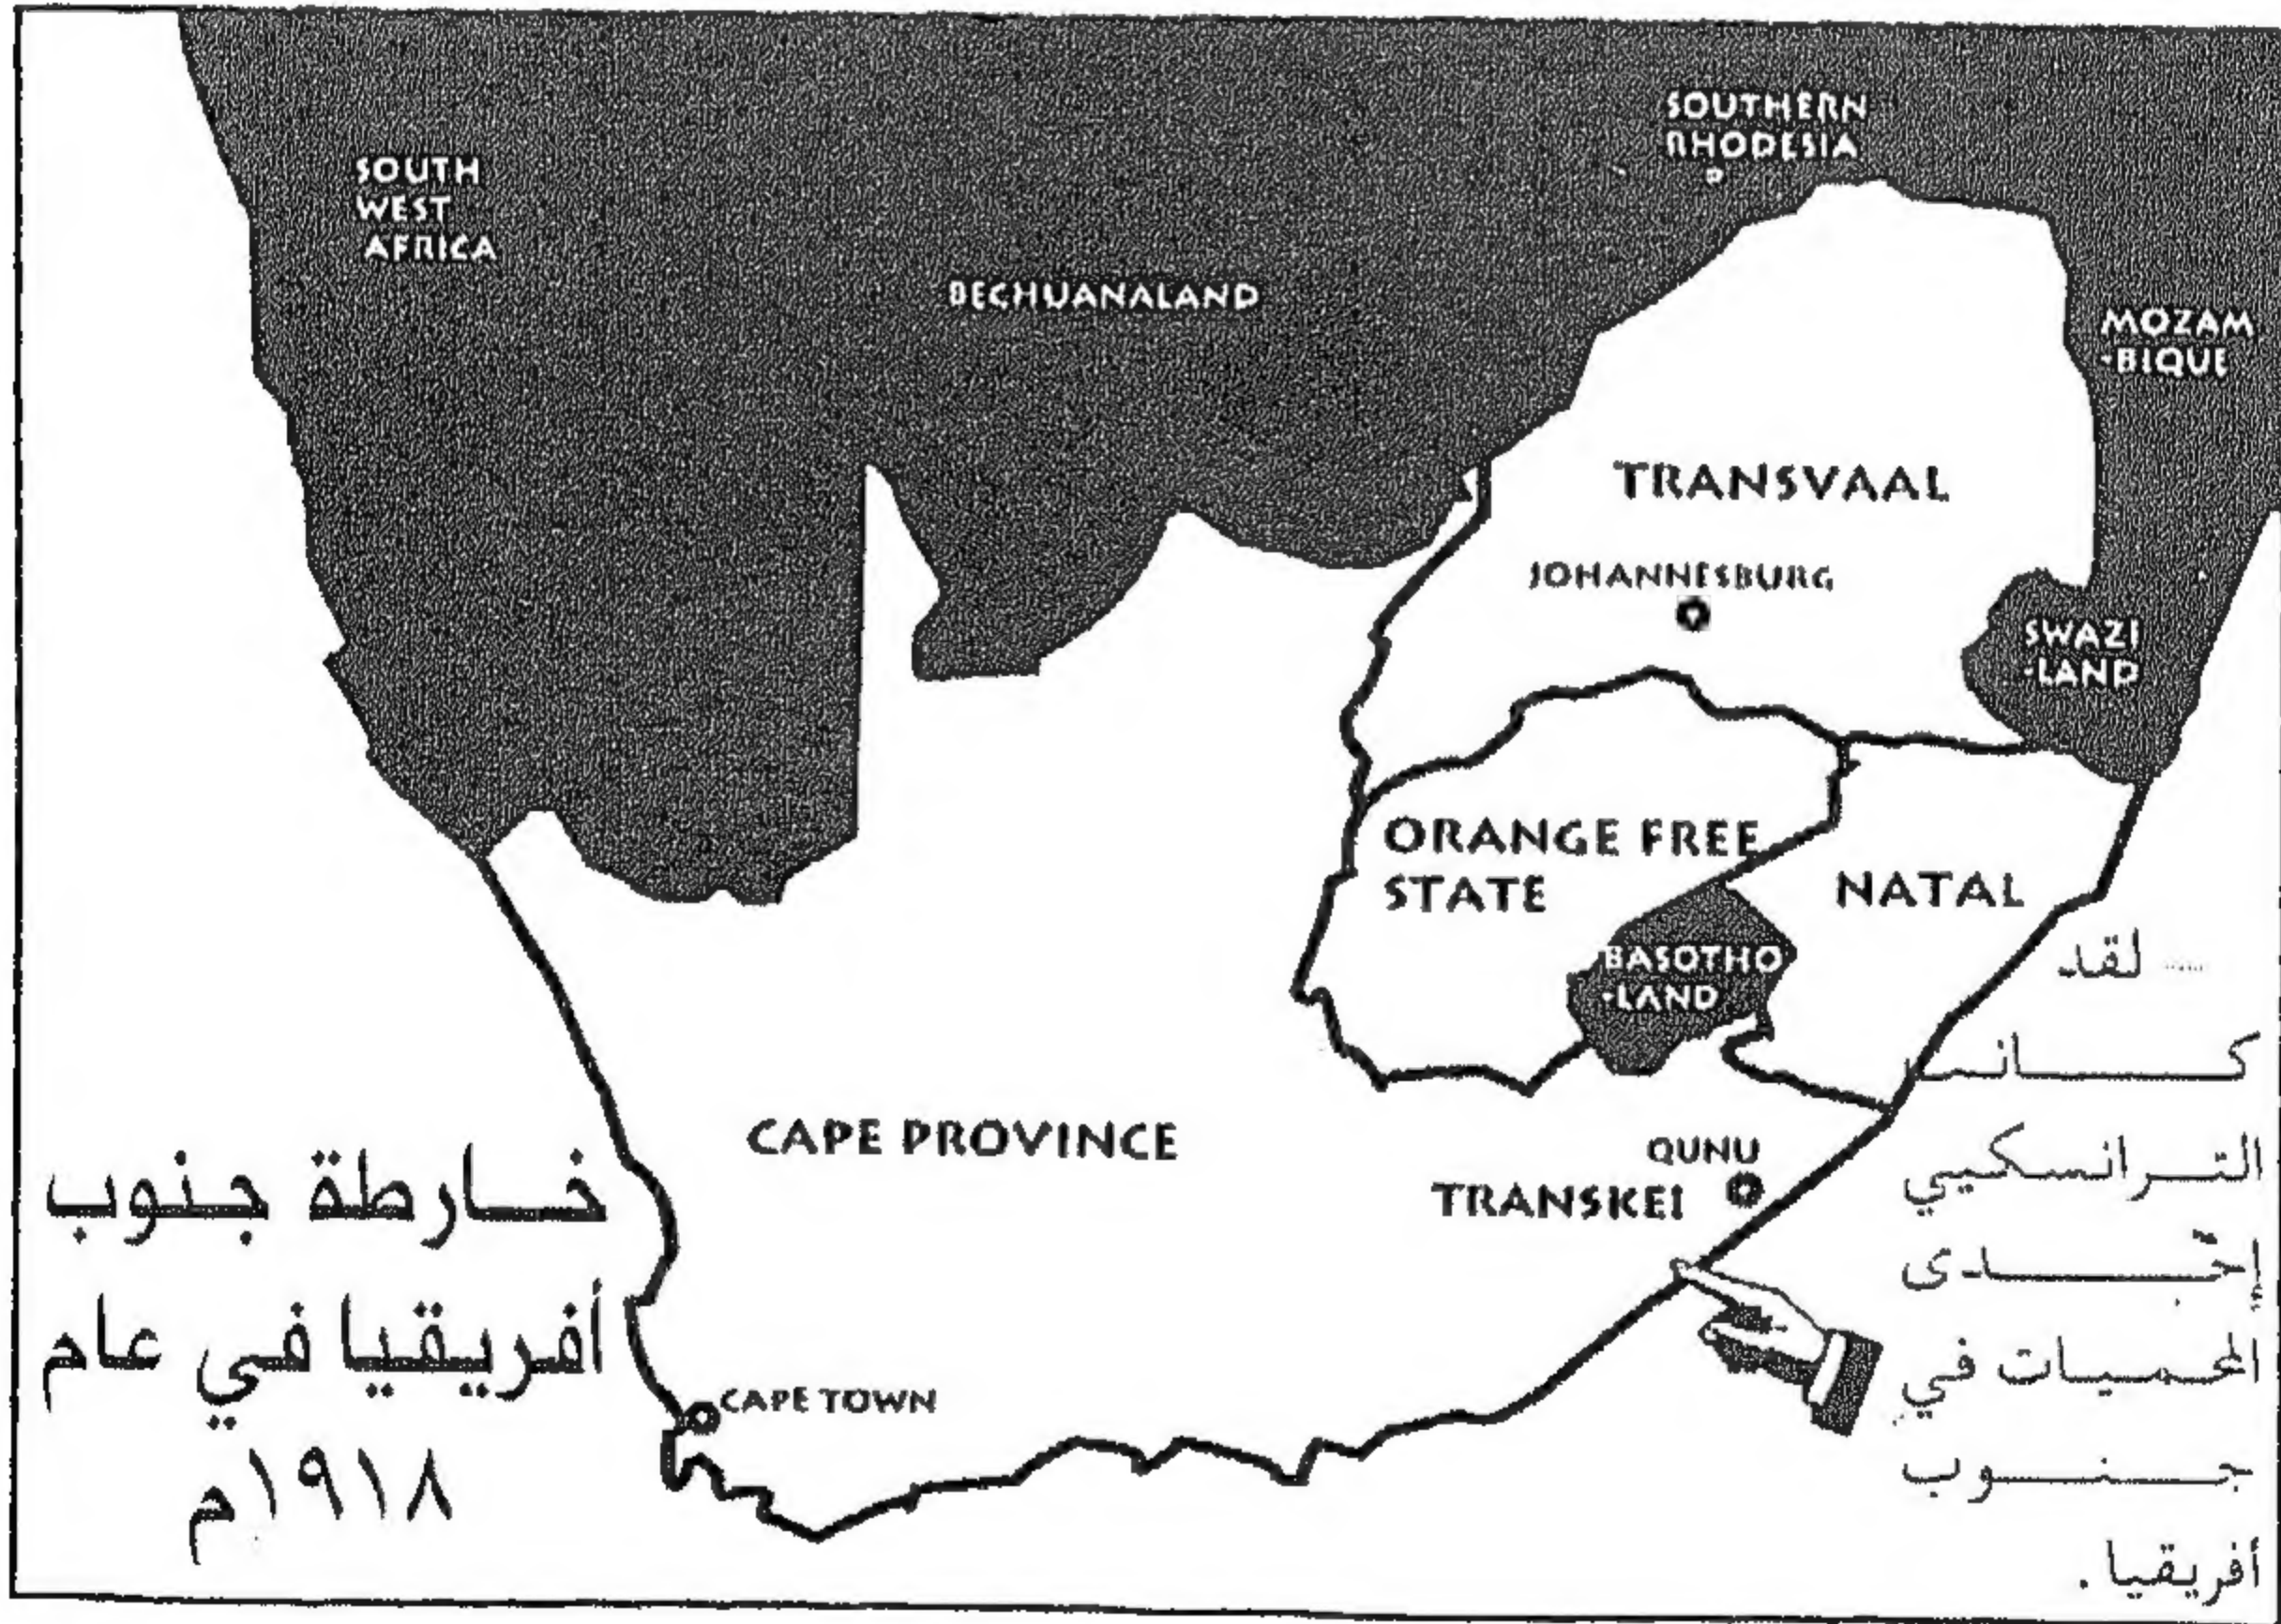 SOUTHERN
RHODESIA
SOUTH
WEST
AFRICA
BECHUANALAND
MOZAM
-BIQUE
TRANSVAAL
JOHANNESBURG
SWAZI
-LAND
ORANGE FREE
STATE
NATAL
BASOTHO
-LAND
CAPE PROVINCE
QUNU
TRANSKEI
CAPE TOWN
خارطة جنوب
أفريقيا في عام
١٩١٨م
لقد
كانت
الترانسكيي
إحدى
المحميات في
جنوب
أفريقيا .